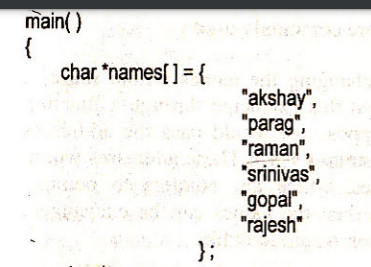 main( )
{
char *names[ ] = {
"akshay",
"parag",
"raman",
"srinivas",
"gopal",
"rajesh"
} ;